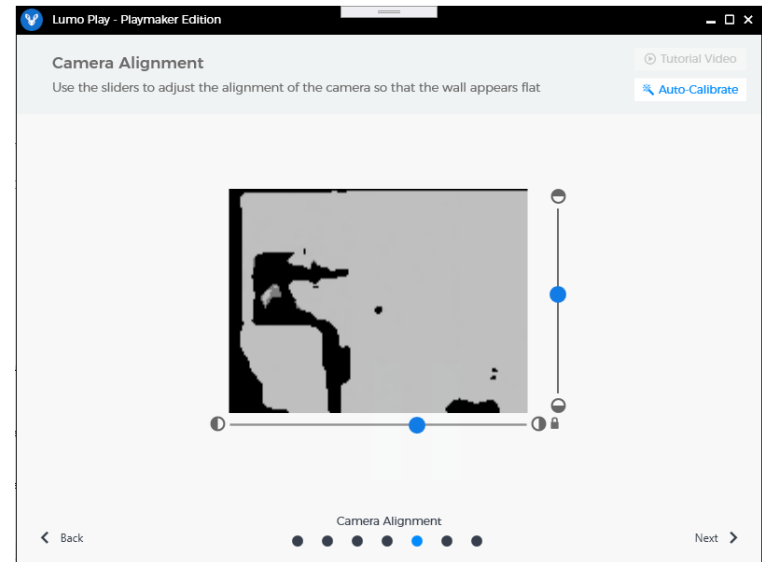 Lumo Play - Playmaker Edition
Camera Alignment
Use the sliders to adjust the alignment of the camera so that the wall appears flat
Tutorial Video
Auto-Calibrate
Camera Alignment
Back
Next